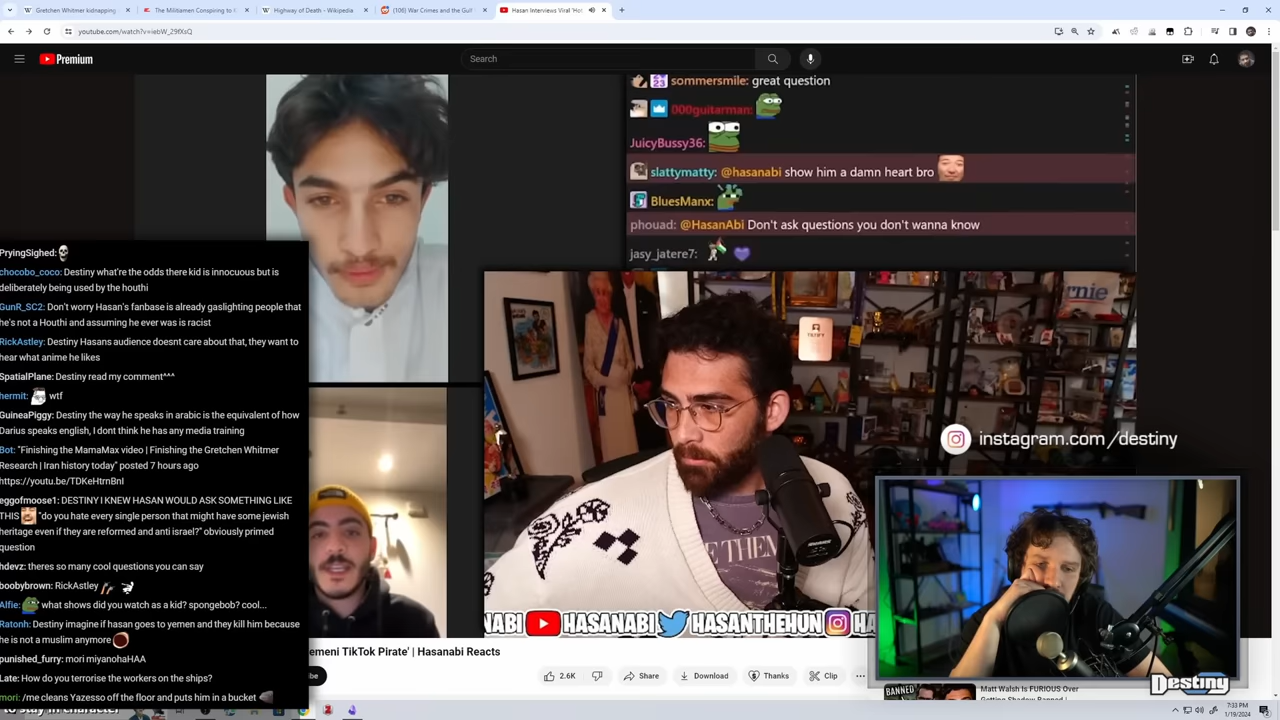 Gretchen Whitmer kidnapping
The Militiamen Conspiring to K
Highway of Death - Wikipedia
(106) War Crimes and the Gulf
Hasan Interviews Viral 'Hot
youtube.com/watch?v=iebW_29fXsQ
Premium
Search
sommersmile: great question
000guitarman:
JuicyBussy36:
slattymatty: @hasanabi show him a damn heart bro
BluesManx:
phouad: @HasanAbi Don't ask questions you don't wanna know
jasy_jatere7:
PryingSighed:
chocobo_coco: Destiny what're the odds there kid is innocuous but is
deliberately being used by the houthi
GunR_SC2: Don't worry Hasan's fanbase is already gaslighting people that
he's not a Houthi and assuming he ever was is racist
RickAstley: Destiny Hasans audience doesnt care about that, they want to
hear what anime he likes
SpatialPlane: Destiny read my comment^^^
hermit: wtf
GuineaPiggy: Destiny the way he speaks in arabic is the equivalent of how
Darius speaks english, I dont think he has any media training
Bot: "Finishing the MamaMax video | Finishing the Gretchen Whitmer
Research | Iran history today" posted 7 hours ago
https://youtu.be/TDKeHtrnBnI
eggofmoose1: DESTINY I KNEW HASAN WOULD ASK SOMETHING LIKE
THIS "do you hate every single person that might have some jewish
heritage even if they are reformed and anti israel?" obviously primed
question
hdevz: theres so many cool questions you can say
boobybrown: RickAstley
Alfie: what shows did you watch as a kid? spongebob? cool...
Ratonh: Destiny imagine if hasan goes to yemen and they kill him because
he is not a muslim anymore
punished_furry: mori miyanohaHAA
Late: How do you terrorise the workers on the ships?
mori: /me cleans Yazesso off the floor and puts him in a bucket
to stay in character
ernie
instagram.com/destiny
NABI HASANABI HASANTHEHUN HA
emeni TikTok Pirate' | Hasanabi Reacts
be
2.6K
Share
Download
Thanks
Clip
BANNED
Matt Walsh is FURIOUS Over
Getting Shadow Banned |
Destiny
7:33 PM
1/19/2024